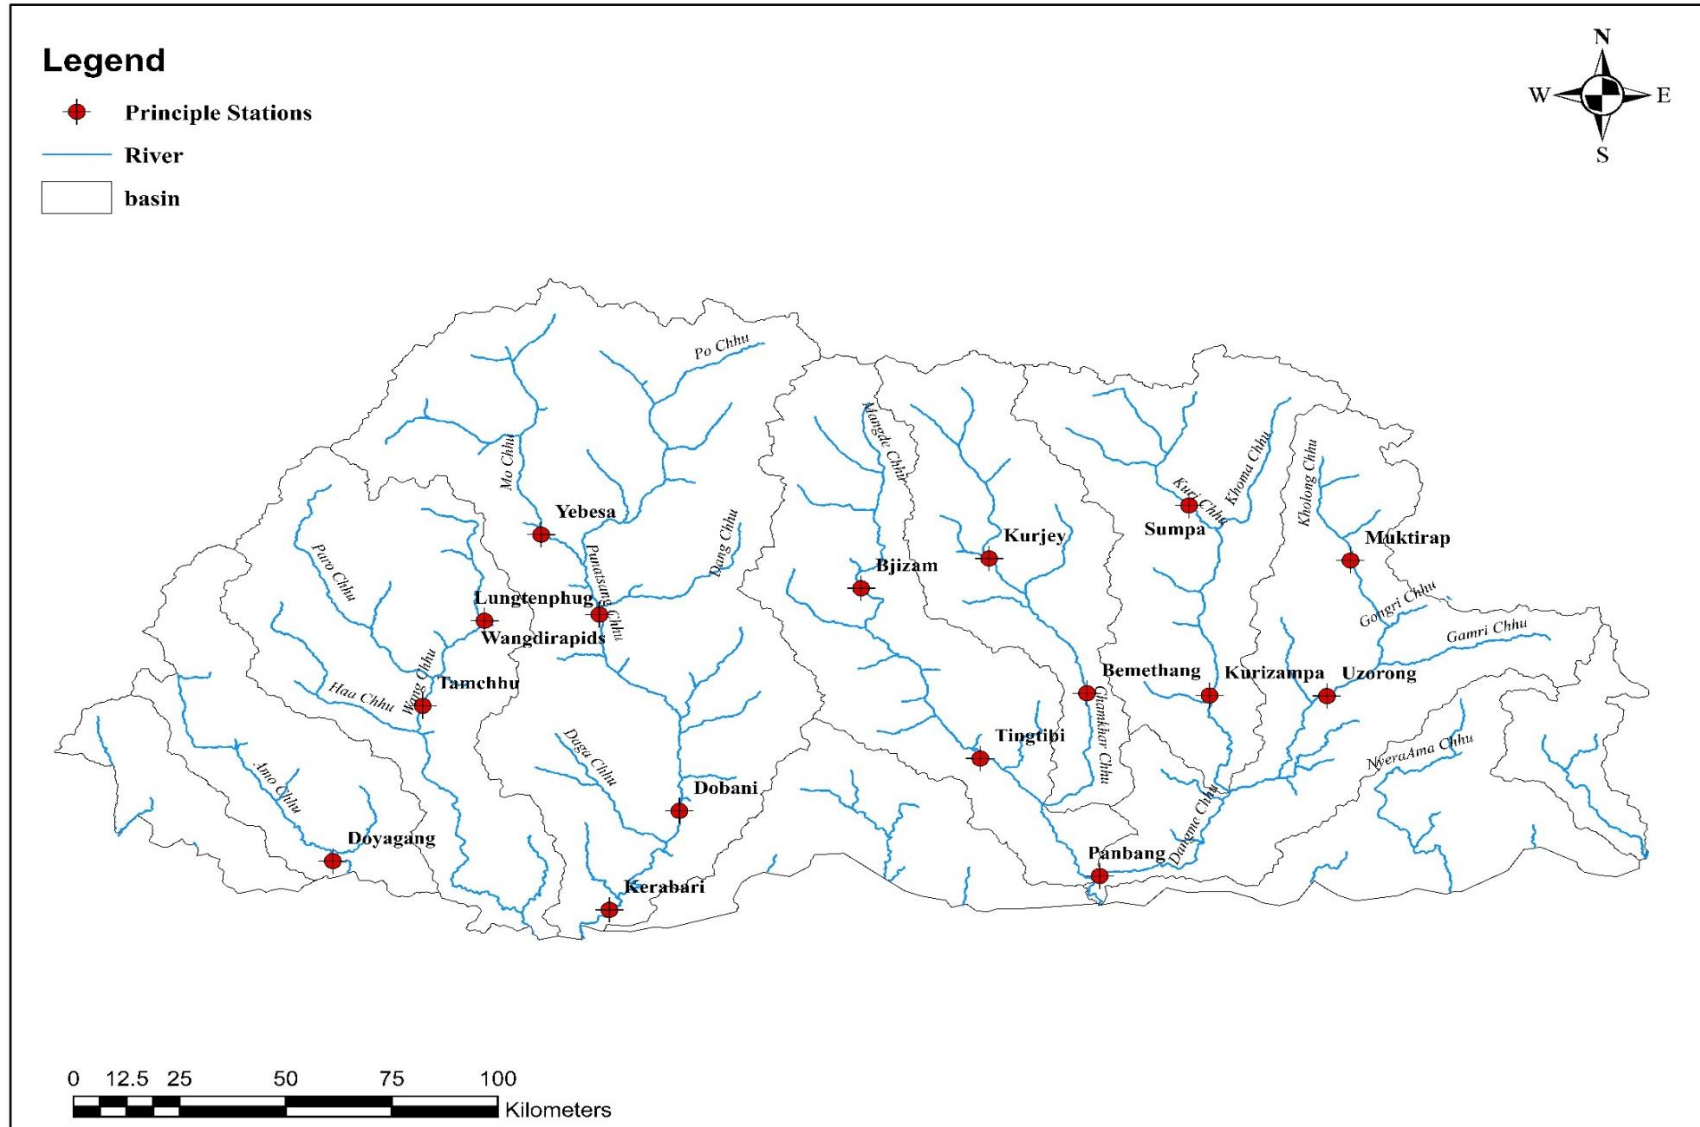 Legend
Principle Stations
River
basin
N
W
E
S
Po Chhu
Mo Chhu
Mangde Chhu
Khoma Chhu
Kholong Chhu
Kuri Chhu
Yebesa
Kurjey
Sumpa
Muktirap
Dang Chhu
Paro Chhu
Punatsang Chhu
Bjizam
Lungtenphug
Wangdirapids
Gongri Chhu
Gamri Chhu
Wang Chhu
Tamchhu
Haa Chhu
Bemethang
Kurizampa
Uzorong
Chamkhar Chhu
Tingtibi
NyeraAma Chhu
Daga Chhu
Amo Chhu
Dobani
Doyagang
Dangme Chhu
Panbang
Kerabari
0 12.5 25 50 75 100
Kilometers